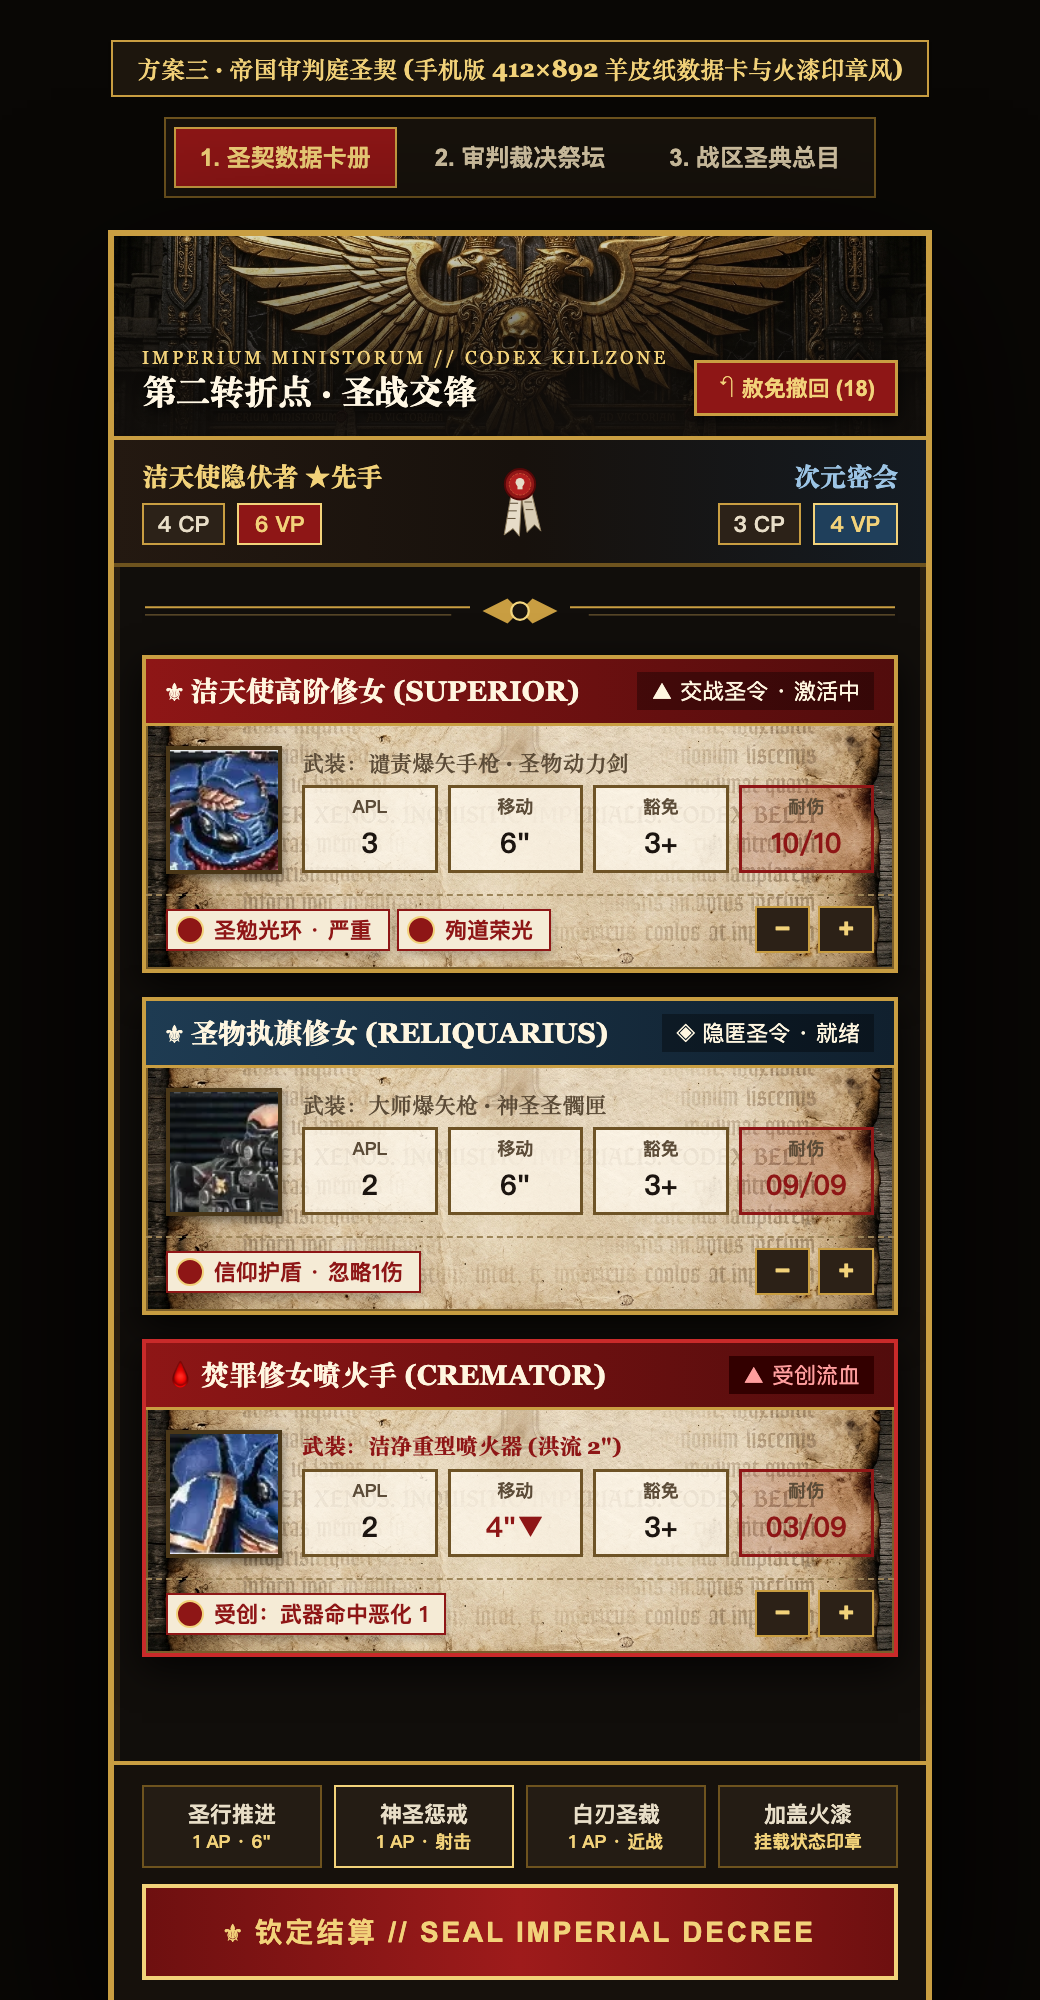 方案三 · 帝国审判庭圣契 (手机版 412×892 羊皮纸数据卡与火漆印章风)
1. 圣契数据卡册
2. 审判裁决祭坛
3. 战区圣典总目
IMPERIUM MINISTORUM // CODEX KILLZONE
第二转折点 · 圣战交锋
赦免撤回 (18)
洁天使隐伏者 ★先手
次元密会
4 CP
6 VP
3 CP
4 VP
⚜ 洁天使高阶修女 (SUPERIOR)
▲ 交战圣令 · 激活中
武装：谴责爆矢手枪 · 圣物动力剑
APL
移动
豁免
耐伤
3
6"
3+
10/10
圣勉光环 · 严重
殉道荣光
−
+
⚜ 圣物执旗修女 (RELIQUARIUS)
◈ 隐匿圣令 · 就绪
武装：大师爆矢枪 · 神圣圣髑匣
APL
移动
豁免
耐伤
2
6"
3+
09/09
信仰护盾 · 忽略1伤
−
+
🩸 焚罪修女喷火手 (CREMATOR)
▲ 受创流血
武装：洁净重型喷火器 (洪流 2")
APL
移动
豁免
耐伤
2
4"▼
3+
03/09
受创：武器命中恶化 1
−
+
圣行推进
1 AP · 6"
神圣惩戒
1 AP · 射击
白刃圣裁
1 AP · 近战
加盖火漆
挂载状态印章
⚜ 钦定结算 // SEAL IMPERIAL DECREE